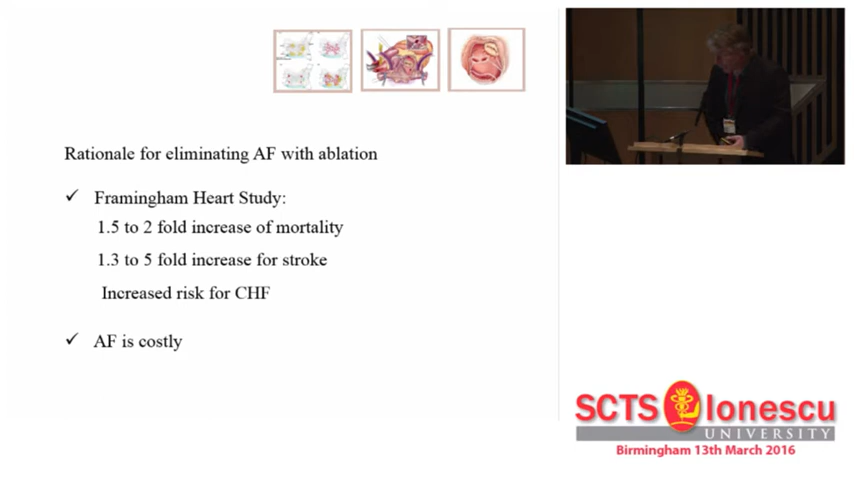 Rationale for eliminating AF with ablation
✓ Framingham Heart Study:
1.5 to 2 fold increase of mortality
1.3 to 5 fold increase for stroke
Increased risk for CHF
✓ AF is costly
SCTS Ionescu
UNIVERSITY
Birmingham 13th March 2016